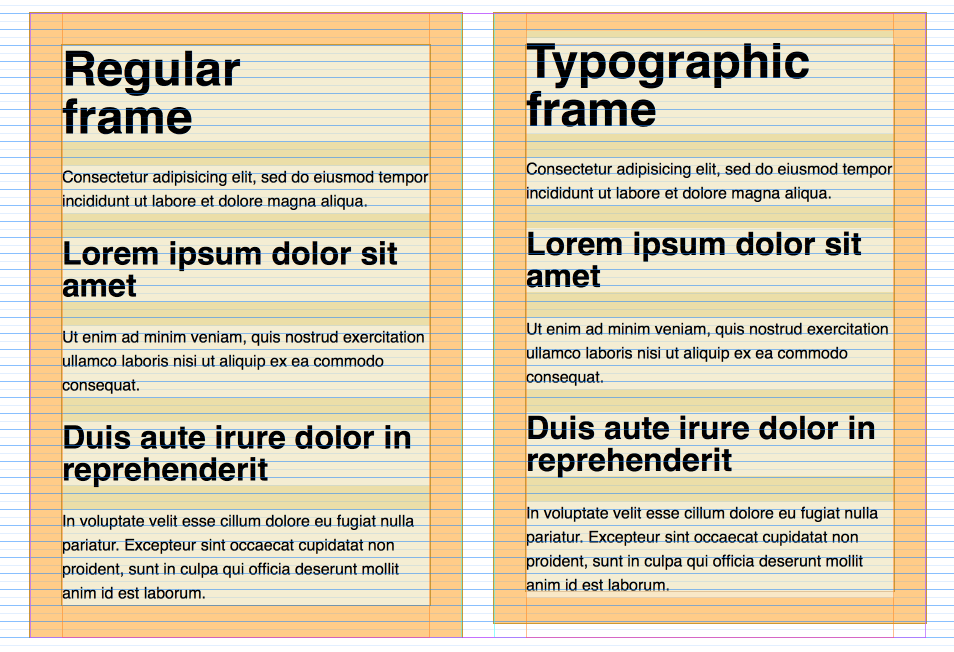 Regular
frame
Consectetur adipisicing elit, sed do eiusmod tempor
incididunt ut labore et dolore magna aliqua.
Lorem ipsum dolor sit
amet
Ut enim ad minim veniam, quis nostrud exercitation
ullamco laboris nisi ut aliquip ex ea commodo
consequat.
Duis aute irure dolor in
reprehenderit
In voluptate velit esse cillum dolore eu fugiat nulla
pariatur. Excepteur sint occaecat cupidatat non
proident, sunt in culpa qui officia deserunt mollit
anim id est laborum.
Typographic
frame
Consectetur adipisicing elit, sed do eiusmod tempor
incididunt ut labore et dolore magna aliqua.
Lorem ipsum dolor sit
amet
Ut enim ad minim veniam, quis nostrud exercitation
ullamco laboris nisi ut aliquip ex ea commodo
consequat.
Duis aute irure dolor in
reprehenderit
In voluptate velit esse cillum dolore eu fugiat nulla
pariatur. Excepteur sint occaecat cupidatat non
proident, sunt in culpa qui officia deserunt mollit
anim id est laborum.